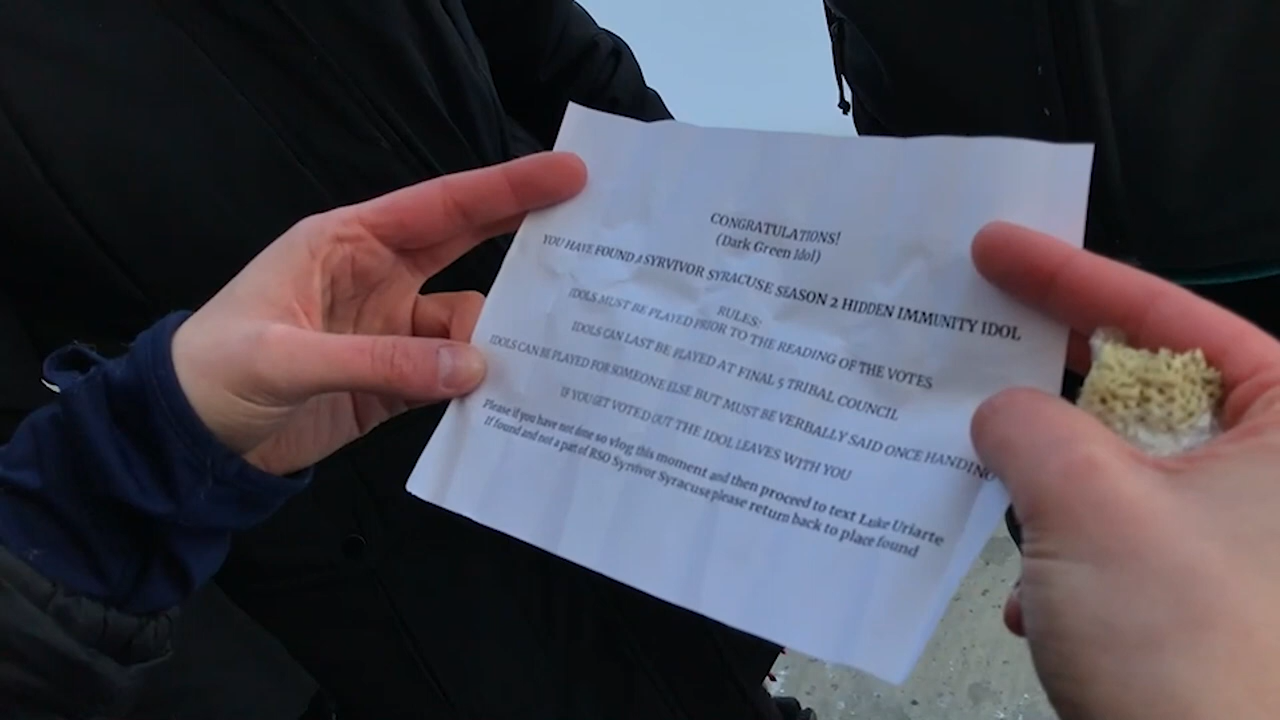 CONGRATULATIONS!
(Dark Green Idol)
YOU HAVE FOUND A SYRVIVOR SYRACUSE SEASON 2 HIDDEN IMMUNITY IDOL
RULES:
IDOLS MUST BE PLAYED PRIOR TO THE READING OF THE VOTES
IDOLS CAN LAST BE PLAYED AT FINAL 5 TRIBAL COUNCIL
IDOLS CAN BE PLAYED FOR SOMEONE ELSE BUT MUST BE VERBALLY SAID ONCE HANDING
IF YOU GET VOTED OUT THE IDOL LEAVES WITH YOU
Please if you have not done so vlog this moment and then proceed to text Luke Uriarte
If found and not a part of RSO Syrvivor Syracuse please return back to place found